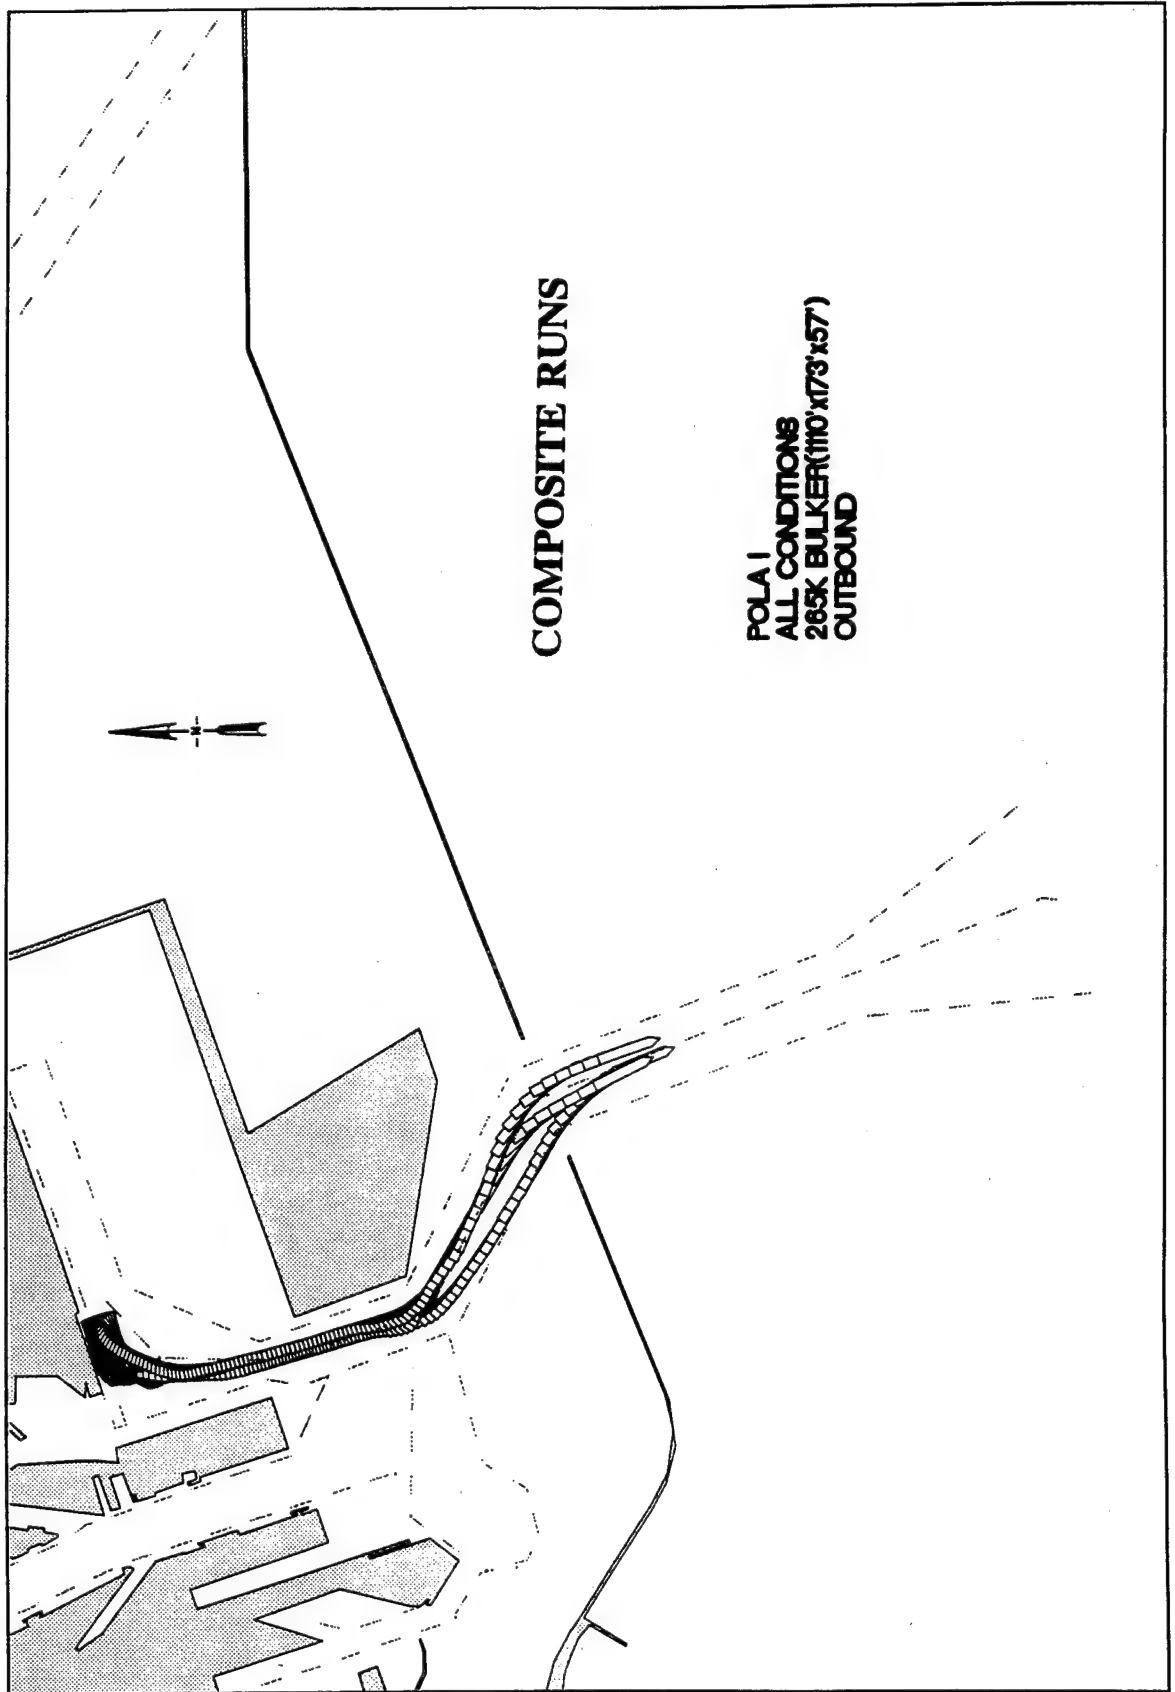 COMPOSITE RUNS
POLA I
ALL CONDITIONS
265K BULKER(1110'x173'x57')
OUTBOUND